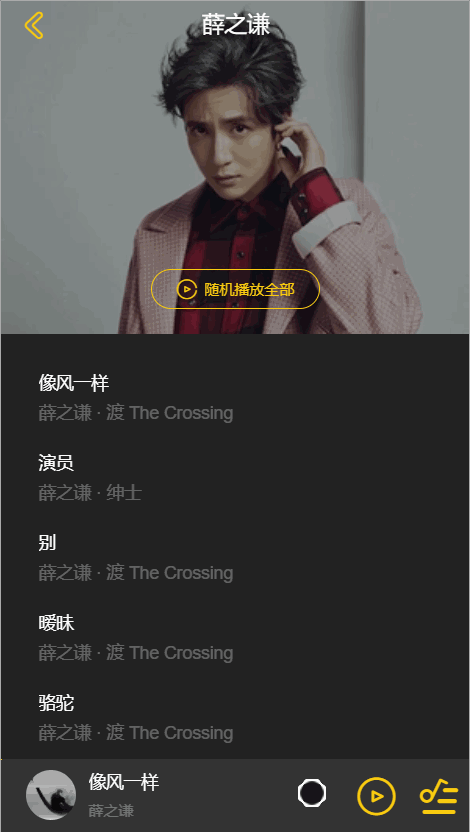 薛之谦
随机播放全部
像风一样
薛之谦 · 渡 The Crossing
演员
薛之谦 · 绅士
别
薛之谦 · 渡 The Crossing
暧昧
薛之谦 · 渡 The Crossing
骆驼
薛之谦 · 渡 The Crossing
像风一样
薛之谦